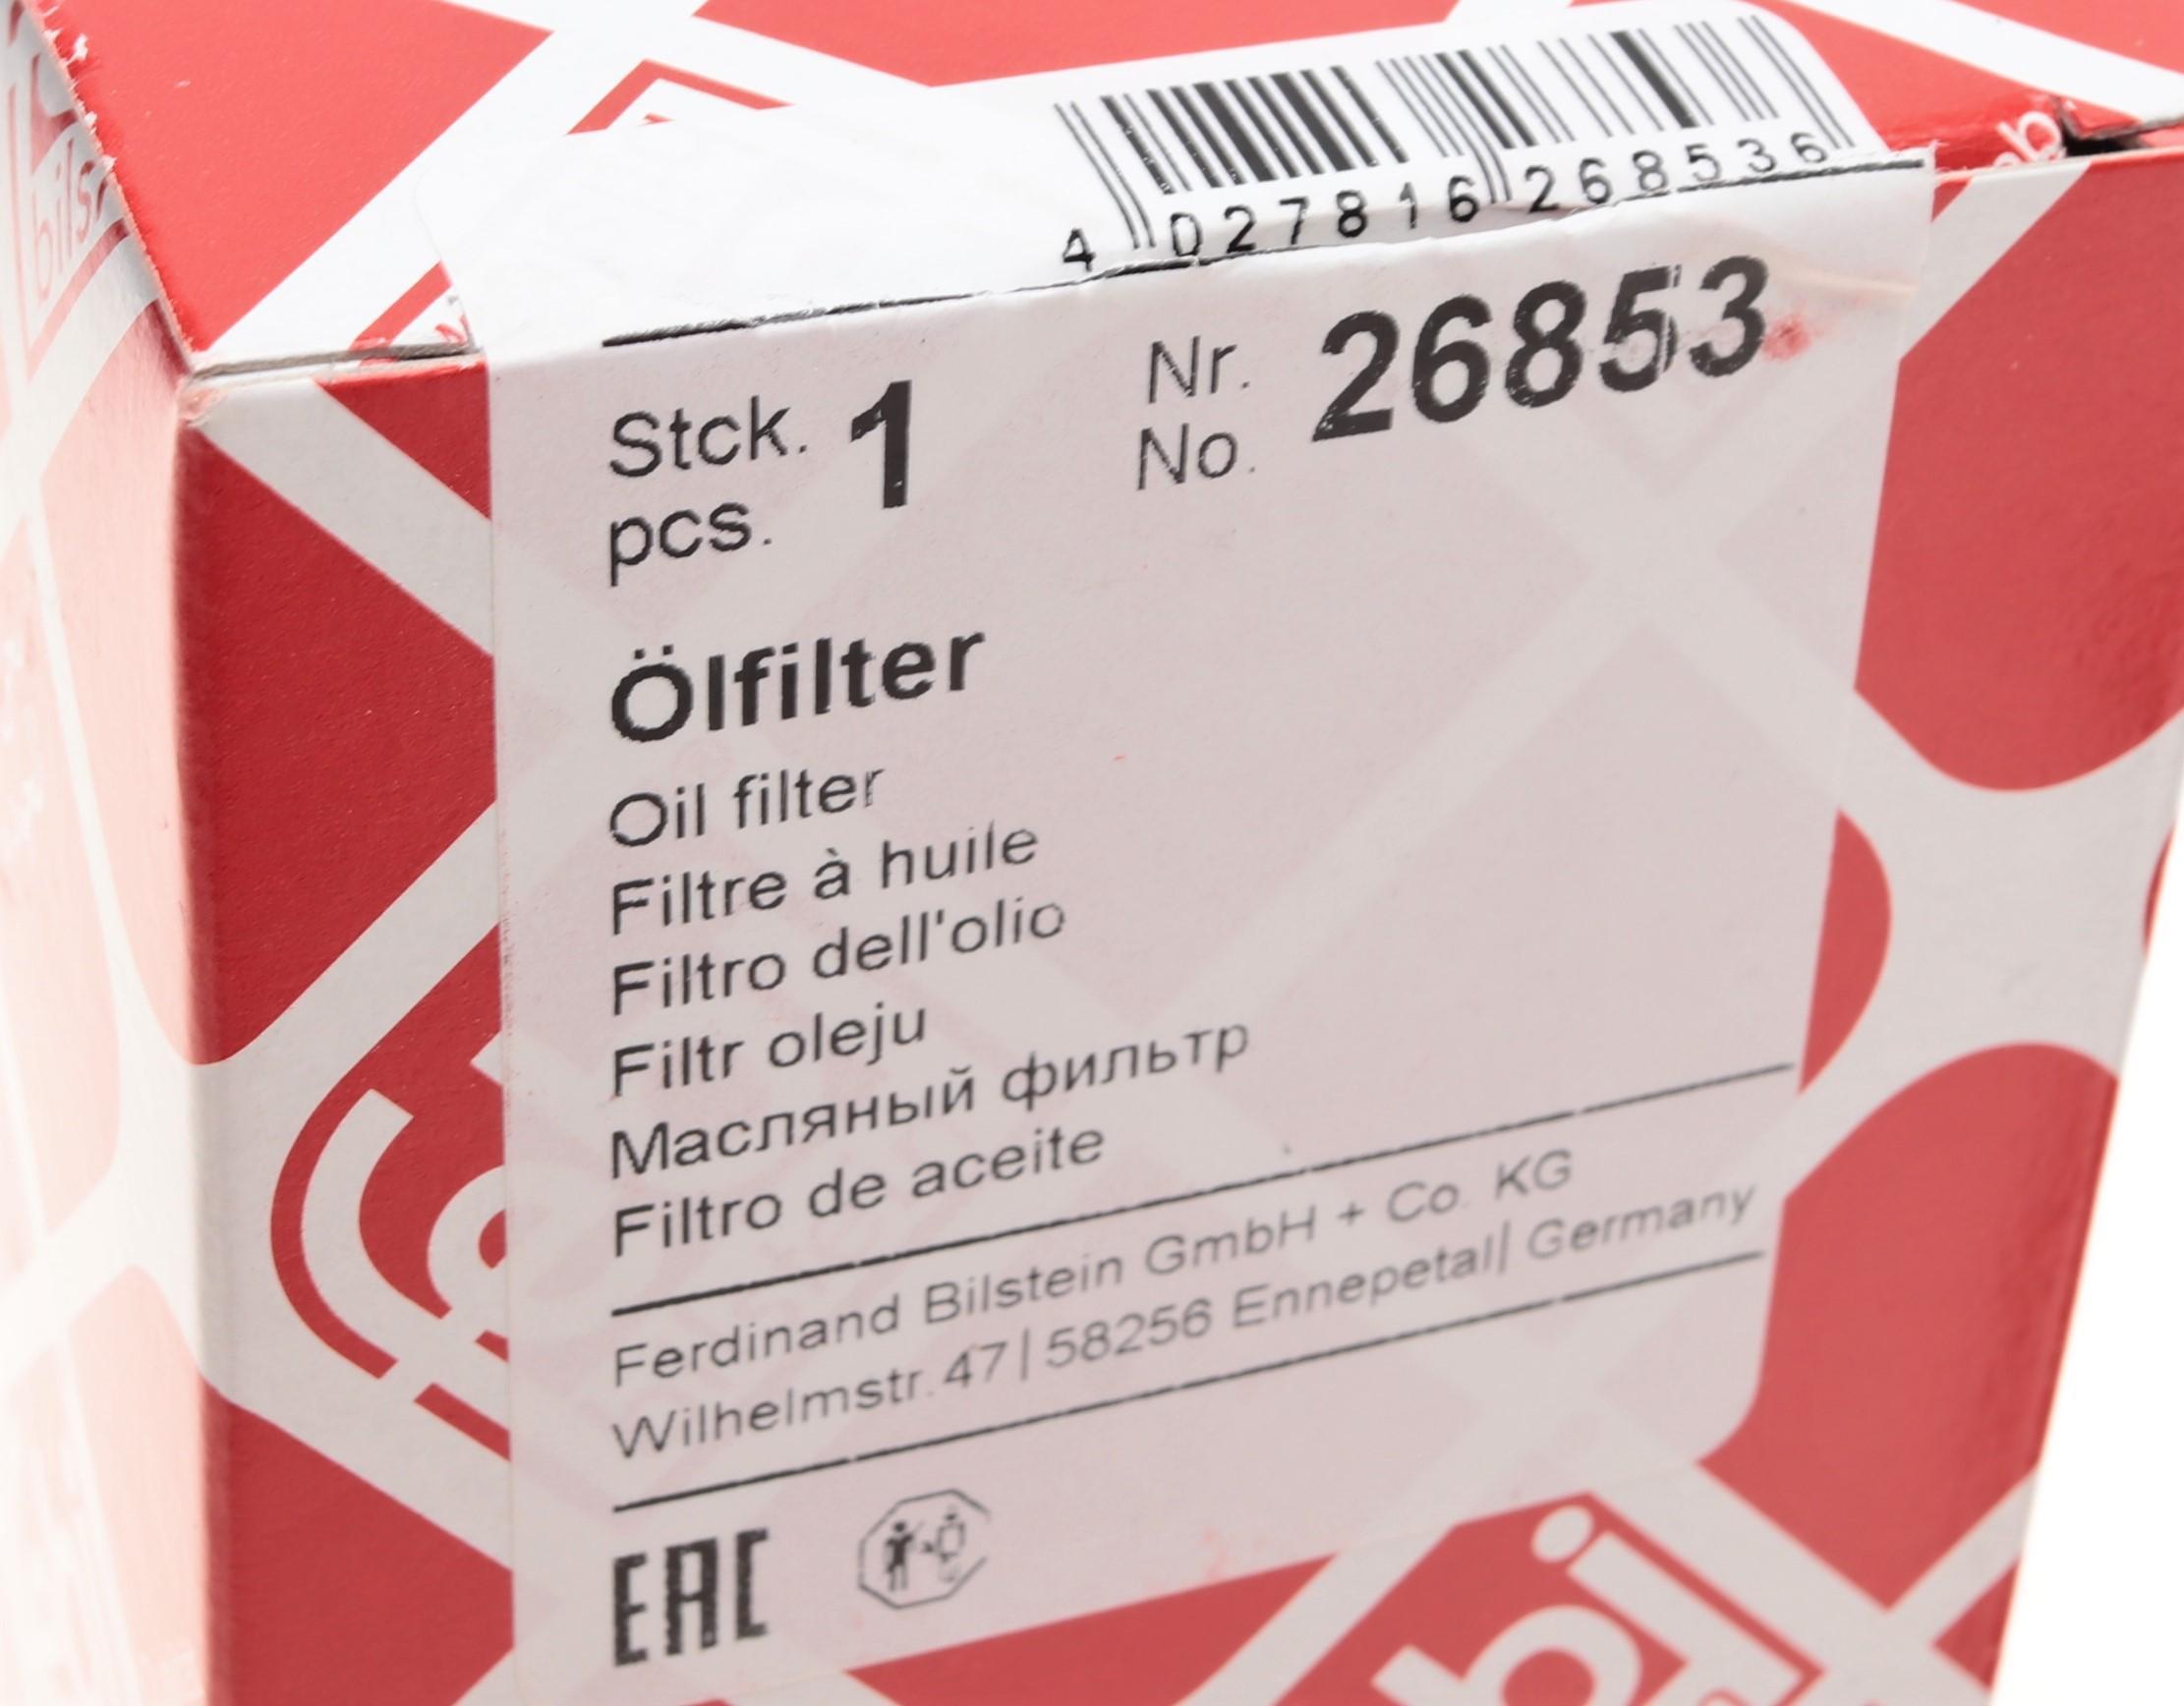 4 027816 268536
Stck. 1 Nr. 26853
pcs. No.
Ölfilter
Oil filter
Filtre à huile
Filtro dell'olio
Filtr oleju
Масляный фильтр
Filtro de aceite
Ferdinand Bilstein GmbH + Co. KG
Wilhelmstr. 47 | 58256 Ennepetal | Germany
EAC